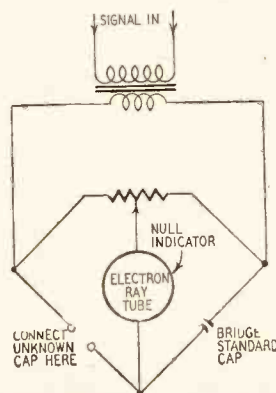 SIGNAL IN
NULL
INDICATOR
ELECTRON
RAY
TUBE
CONNECT
UNKNOWN
CAP HERE
BRIDGE
STANDARD
CAP